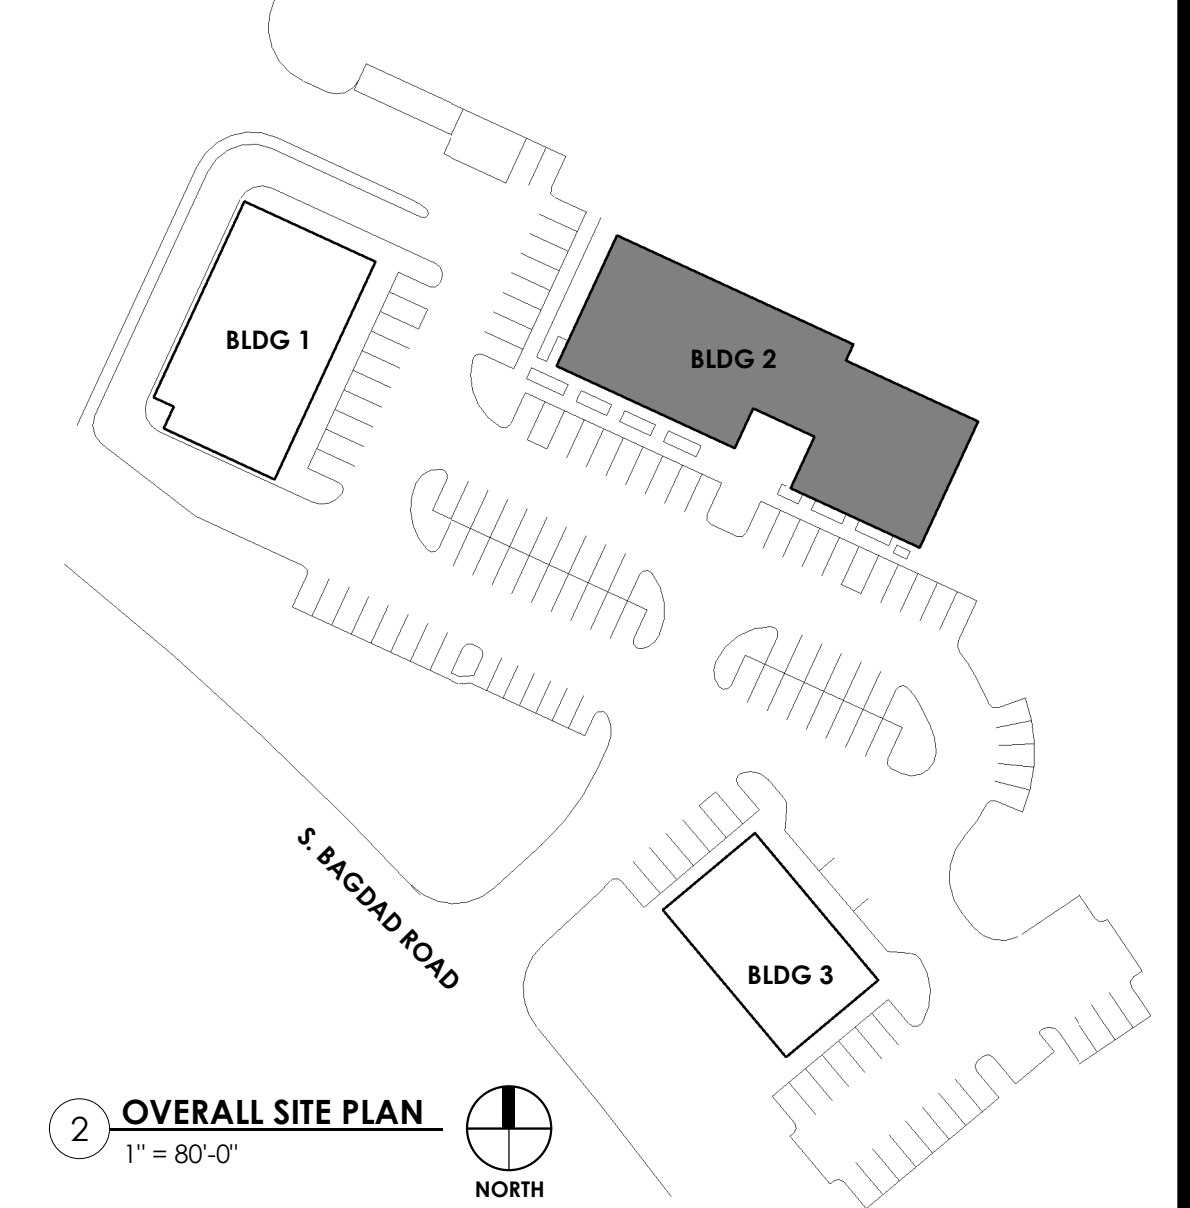 BLDG 1
BLDG 2
S. BAGDAD ROAD
BLDG 3
2
OVERALL SITE PLAN
1" = 80'-0"
NORTH